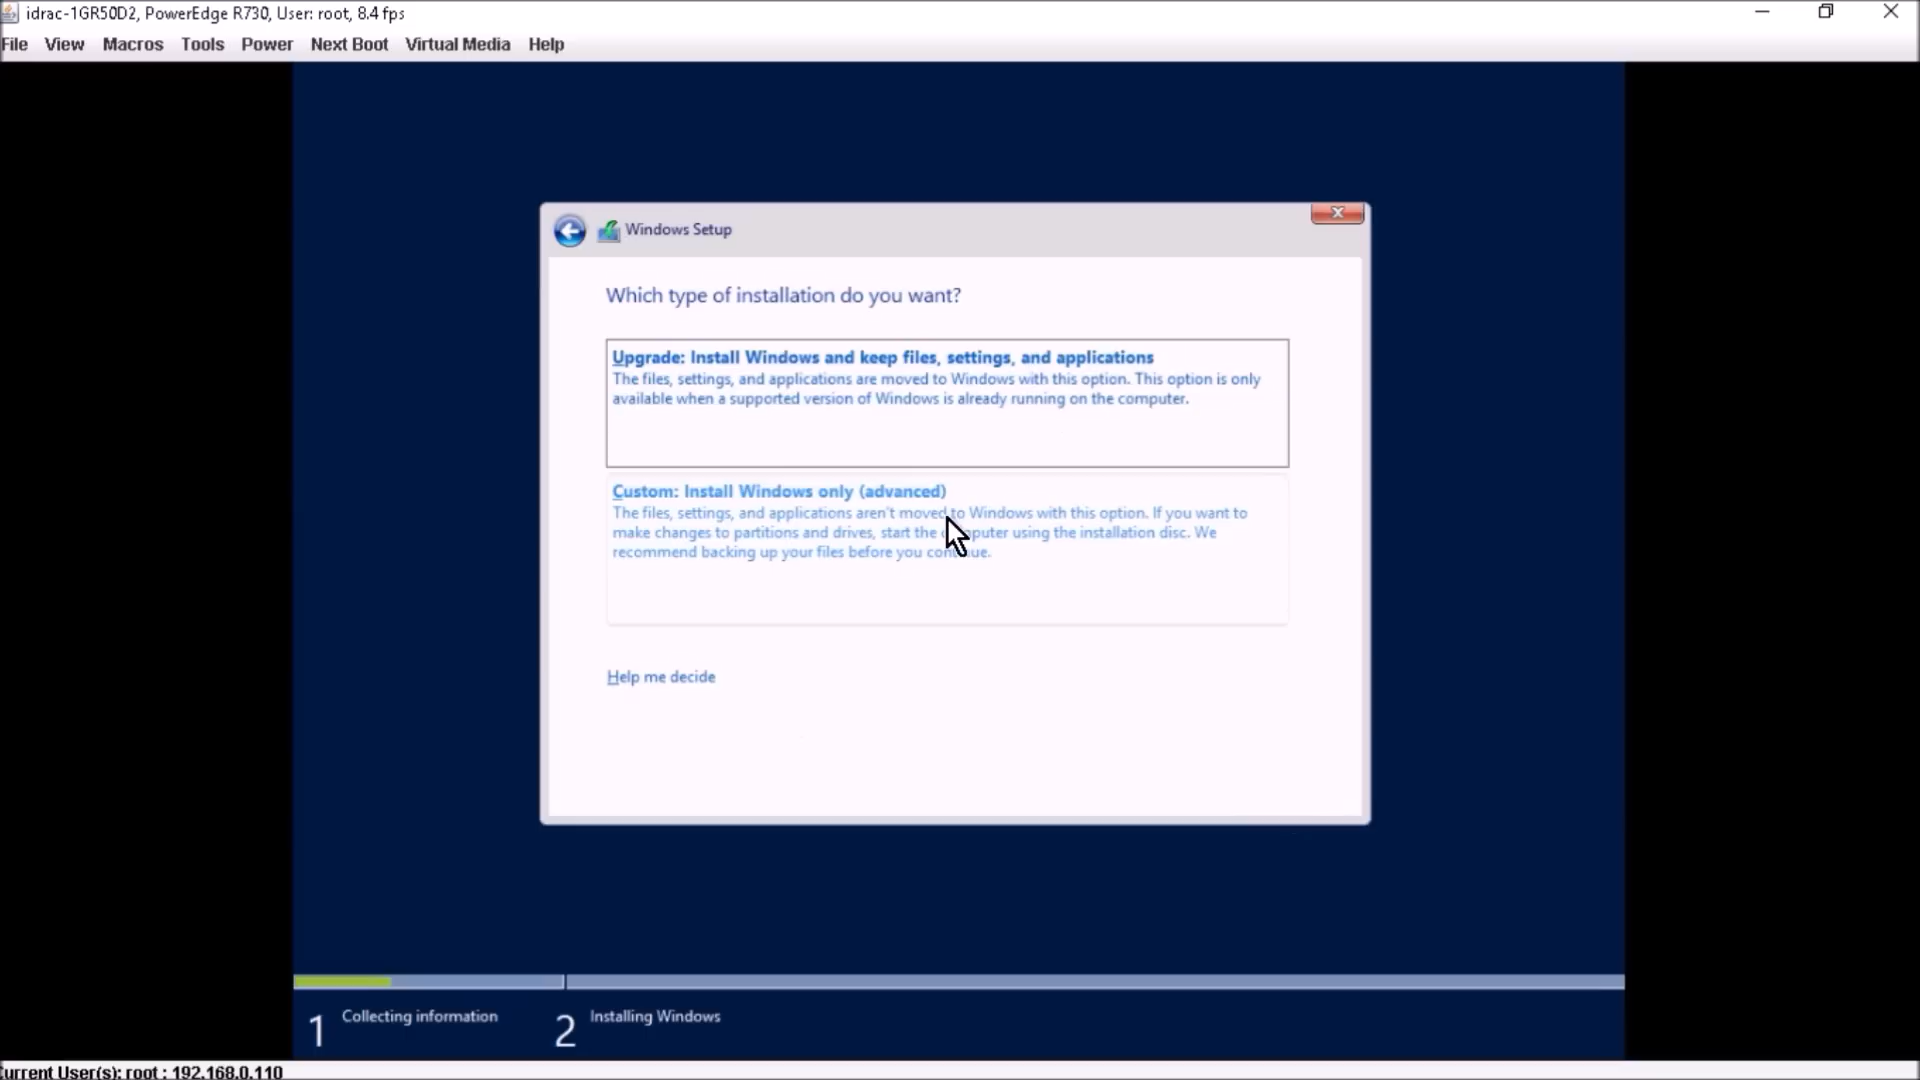 idrac-1GR50D2, PowerEdge R730, User: root, 8.4 fps
File View Macros Tools Power Next Boot Virtual Media Help
Windows Setup
Which type of installation do you want?
Upgrade: Install Windows and keep files, settings, and applications
The files, settings, and applications are moved to Windows with this option. This option is only
available when a supported version of Windows is already running on the computer.
Custom: Install Windows only (advanced)
The files, settings, and applications aren't moved to Windows with this option. If you want to
make changes to partitions and drives, start the computer using the installation disc. We
recommend backing up your files before you continue.
Help me decide
1 Collecting information 2 Installing Windows
Current User(s): root : 192.168.0.110